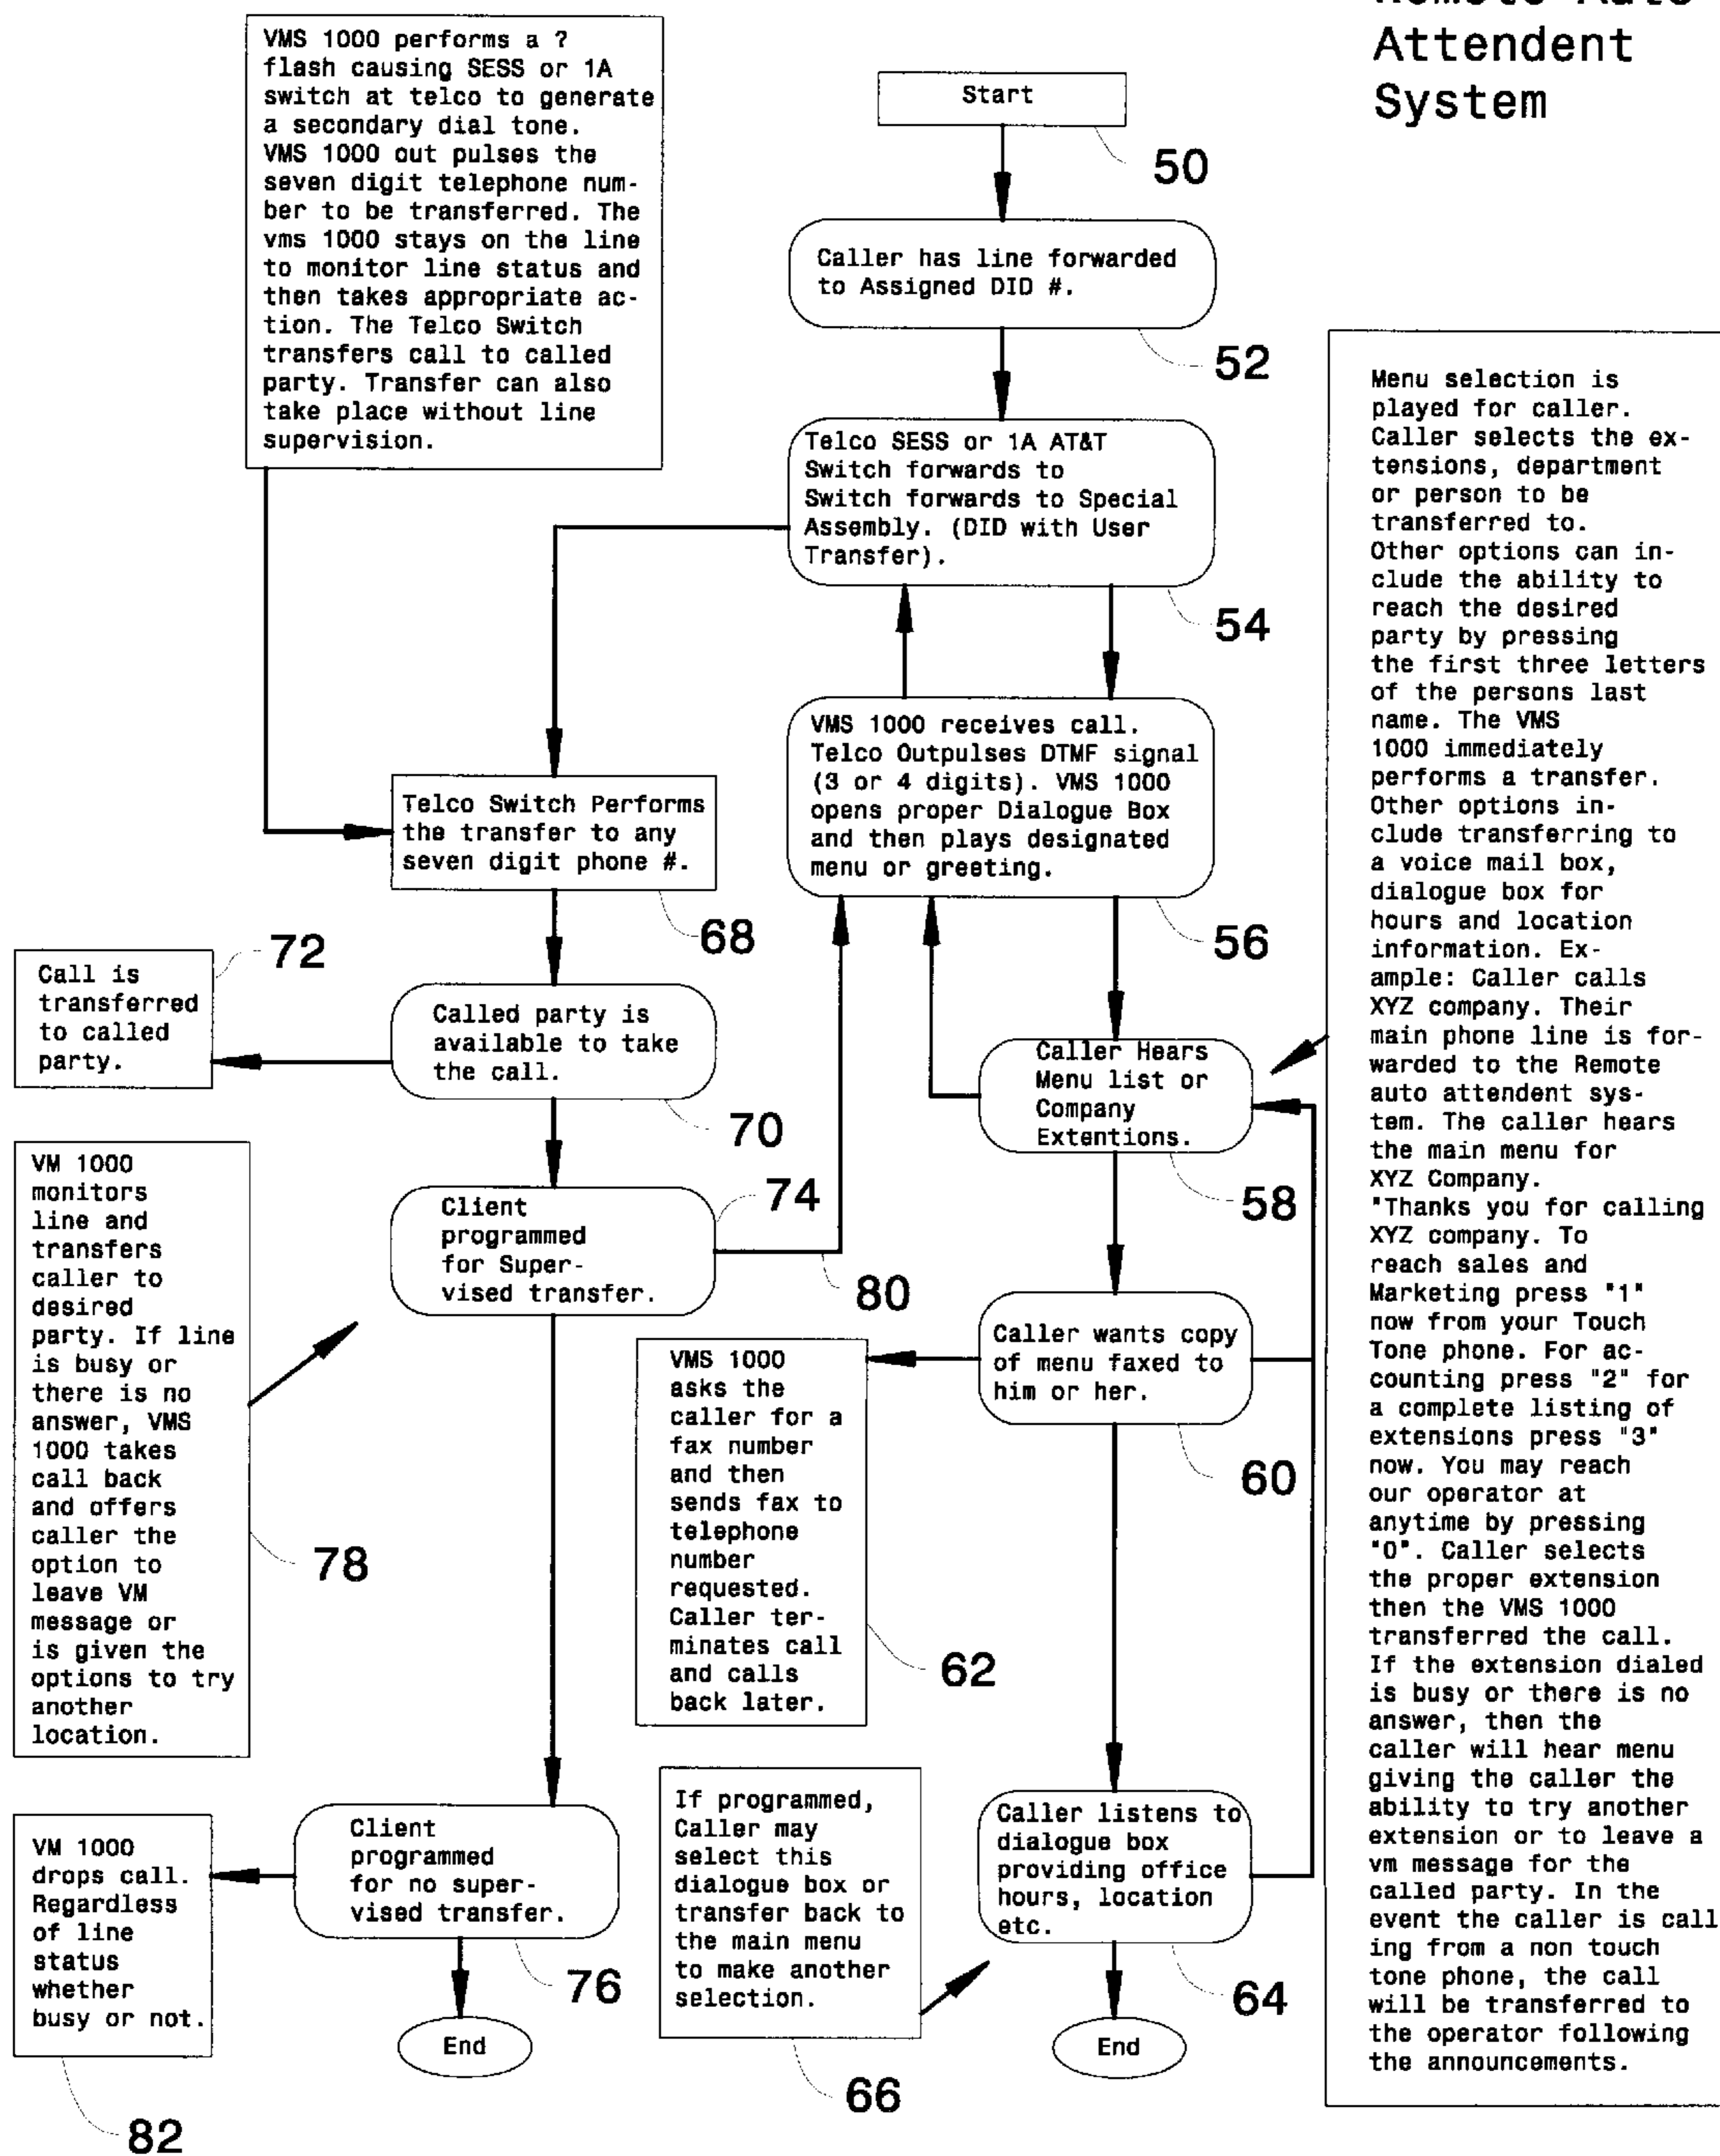 Attendent
System
VMS 1000 performs a ?
flash causing SESS or 1A
switch at telco to generate
a secondary dial tone.
VMS 1000 out pulses the
seven digit telephone num-
ber to be transferred. The
vms 1000 stays on the line
to monitor line status and
then takes appropriate ac-
tion. The Telco Switch
transfers call to called
party. Transfer can also
take place without line
supervision.
Start
50
Caller has line forwarded
to Assigned DID #.
52
Telco SESS or 1A AT&T
Switch forwards to
Switch forwards to Special
Assembly. (DID with User
Transfer).
54
VMS 1000 receives call.
Telco Outpulses DTMF signal
(3 or 4 digits). VMS 1000
opens proper Dialogue Box
and then plays designated
menu or greeting.
56
Telco Switch Performs
the transfer to any
seven digit phone #.
68
Call is
transferred
to called
party.
72
Called party is
available to take
the call.
70
Caller Hears
Menu list or
Company
Extentions.
58
VM 1000
monitors
line and
transfers
caller to
desired
party. If line
is busy or
there is no
answer, VMS
1000 takes
call back
and offers
caller the
option to
leave VM
message or
is given the
options to try
another
location.
78
Client
programmed
for Super-
vised transfer.
74
80
Caller wants copy
of menu faxed to
him or her.
60
VMS 1000
asks the
caller for a
fax number
and then
sends fax to
telephone
number
requested.
Caller ter-
minates call
and calls
back later.
62
VM 1000
drops call.
Regardless
of line
status
whether
busy or not.
82
Client
programmed
for no super-
vised transfer.
76
End
If programmed,
Caller may
select this
dialogue box or
transfer back to
the main menu
to make another
selection.
66
Caller listens to
dialogue box
providing office
hours, location
etc.
64
End
Menu selection is
played for caller.
Caller selects the ex-
tensions, department
or person to be
transferred to.
Other options can in-
clude the ability to
reach the desired
party by pressing
the first three letters
of the persons last
name. The VMS
1000 immediately
performs a transfer.
Other options in-
clude transferring to
a voice mail box,
dialogue box for
hours and location
information. Ex-
ample: Caller calls
XYZ company. Their
main phone line is for-
warded to the Remote
auto attendent sys-
tem. The caller hears
the main menu for
XYZ Company.
"Thanks you for calling
XYZ company. To
reach sales and
Marketing press "1"
now from your Touch
Tone phone. For ac-
counting press "2" for
a complete listing of
extensions press "3"
now. You may reach
our operator at
anytime by pressing
"0". Caller selects
the proper extension
then the VMS 1000
transferred the call.
If the extension dialed
is busy or there is no
answer, then the
caller will hear menu
giving the caller the
ability to try another
extension or to leave a
vm message for the
called party. In the
event the caller is call
ing from a non touch
tone phone, the call
will be transferred to
the operator following
the announcements.